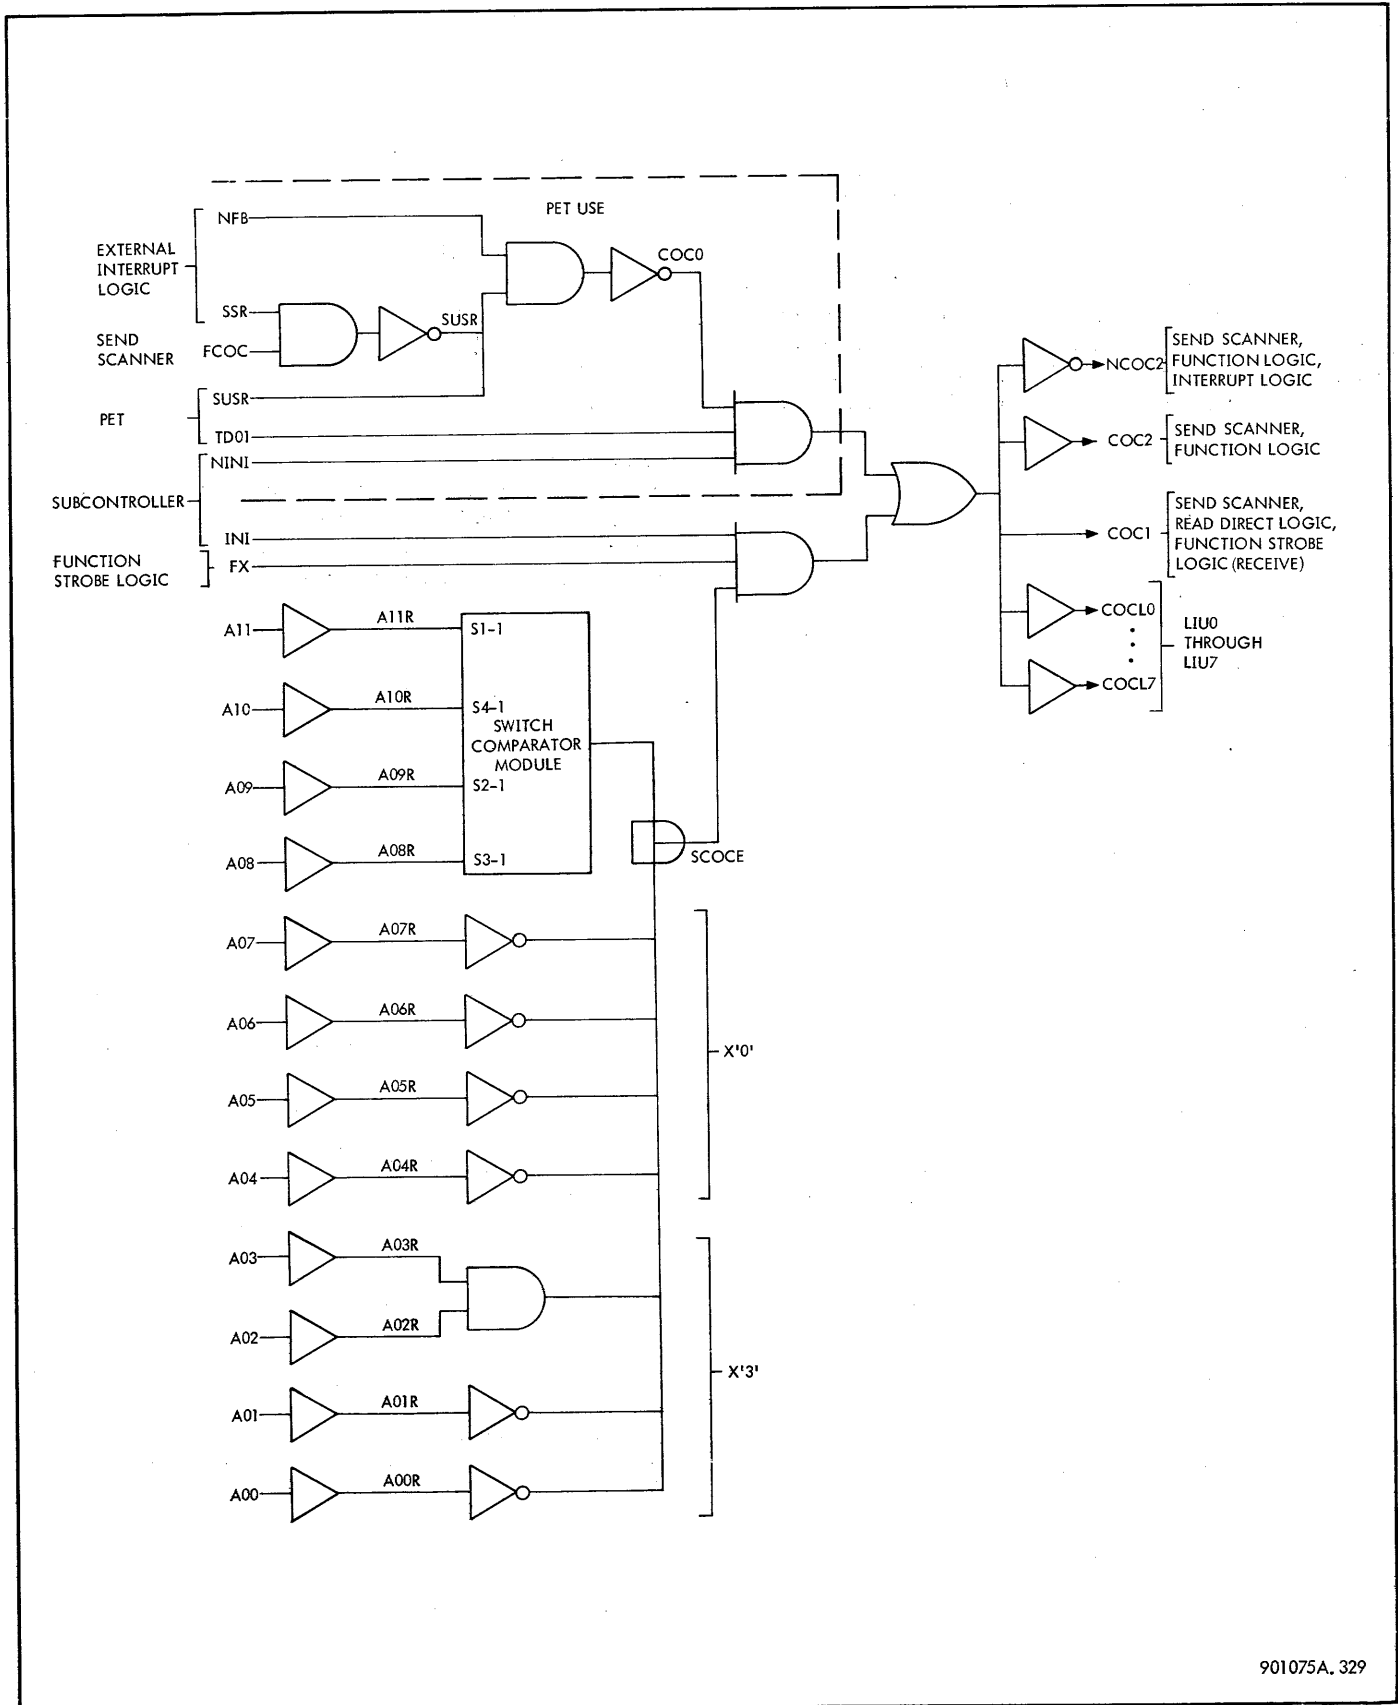 PET USE
NFB
EXTERNAL
INTERRUPT
LOGIC
COC0
SSR
SUSR
SEND
SCANNER
FCOC
PET
SUSR
TD01
NINI
SUBCONTROLLER
INI
FUNCTION
STROBE LOGIC
FX
NCOC2
SEND SCANNER,
FUNCTION LOGIC,
INTERRUPT LOGIC
COC2
SEND SCANNER,
FUNCTION LOGIC
COC1
SEND SCANNER,
READ DIRECT LOGIC,
FUNCTION STROBE
LOGIC (RECEIVE)
COCL0
COCL7
LIU0
THROUGH
LIU7
A11
A11R
S1-1
A10
A10R
S4-1
SWITCH
COMPARATOR
MODULE
A09
A09R
S2-1
A08
A08R
S3-1
SCOCE
A07
A07R
A06
A06R
X'0'
A05
A05R
A04
A04R
A03
A03R
A02
A02R
X'3'
A01
A01R
A00
A00R
901075A. 329